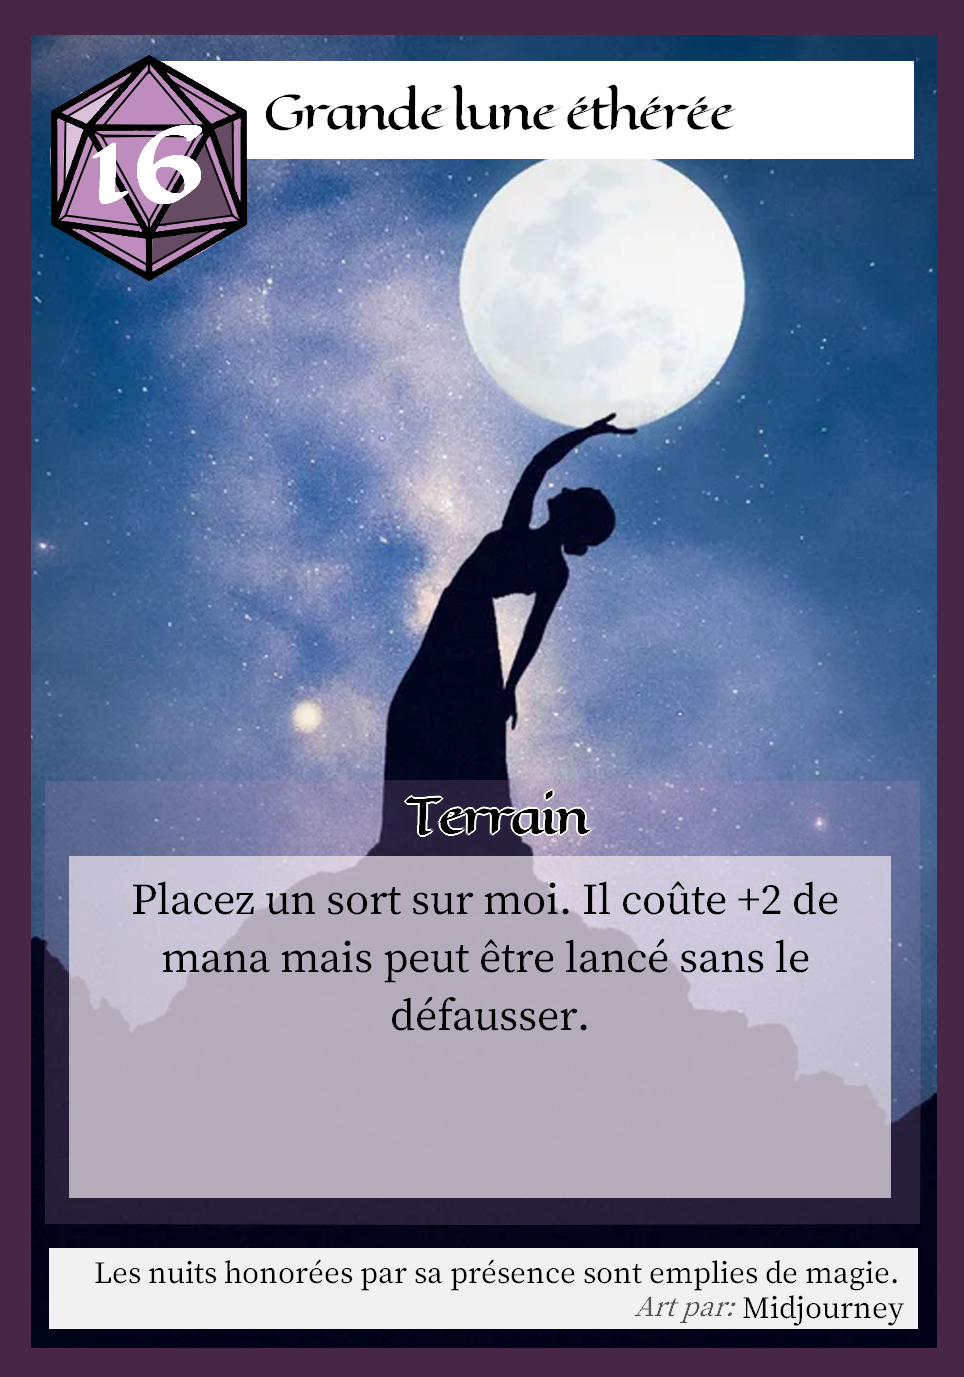 16
Grande lune éthérée
Terrain
Placez un sort sur moi. Il coûte +2 de
mana mais peut être lancé sans le
défausser.
Les nuits honorées par sa présence sont emplies de magie.
Art par: Midjourney